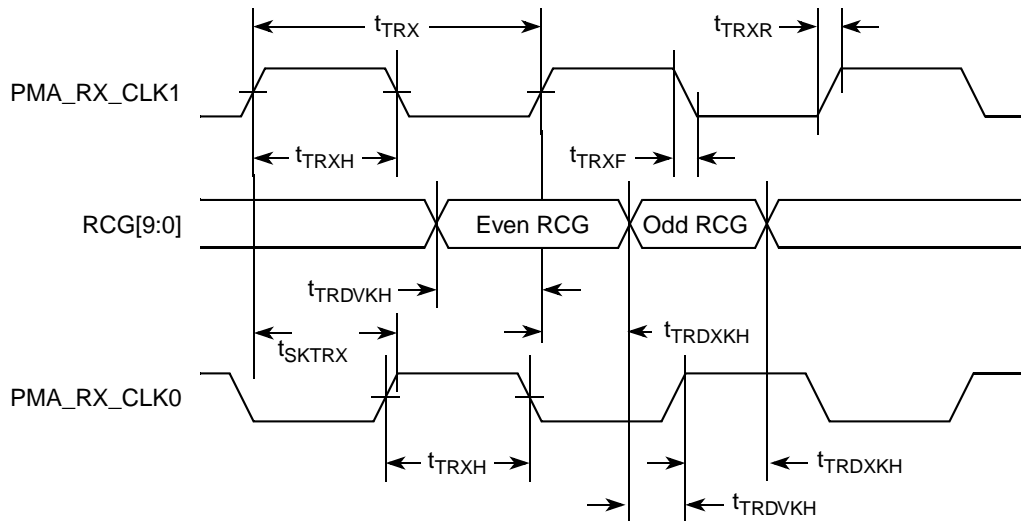 tTRX
tTRXR
PMA_RX_CLK1
tTRXH
tTRXF
RCG[9:0]
Even RCG
Odd RCG
tTRDVKH
tTRDXKH
tSKTRX
PMA_RX_CLK0
tTRXH
tTRDXKH
tTRDVKH